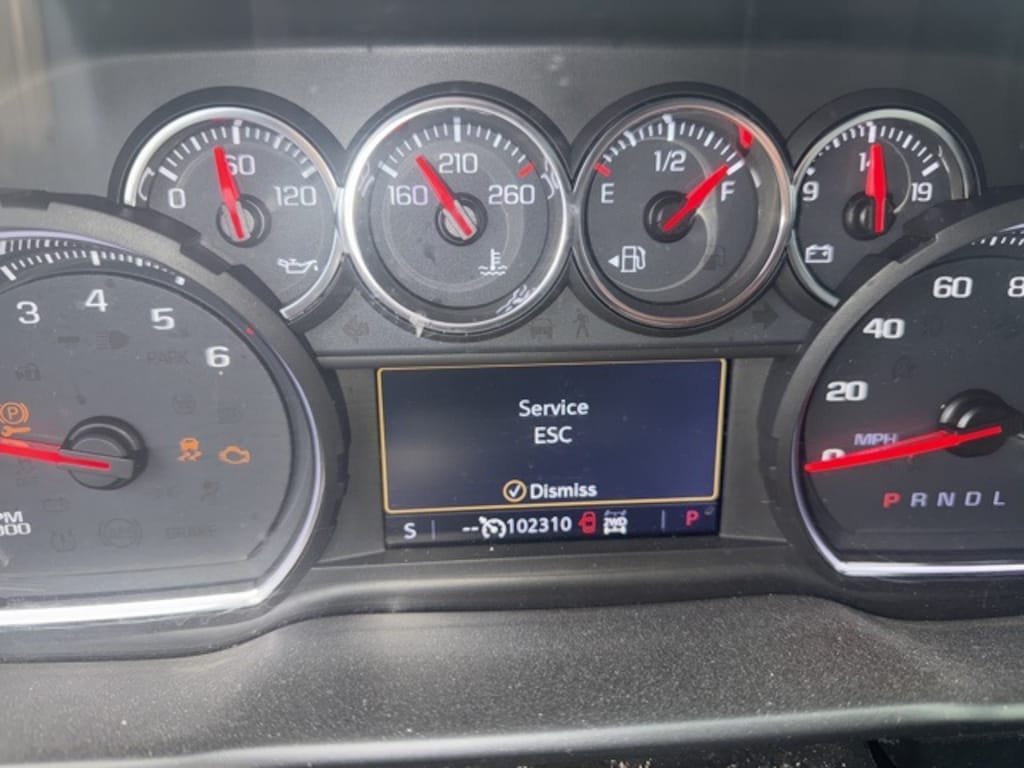 0 60 120
160 210 260
E 1/2 F
9 19
3 4 5 6
PARK
Service
ESC
Dismiss
S -- 102310 2WD P
20 40 60
0 MPH
P R N D L